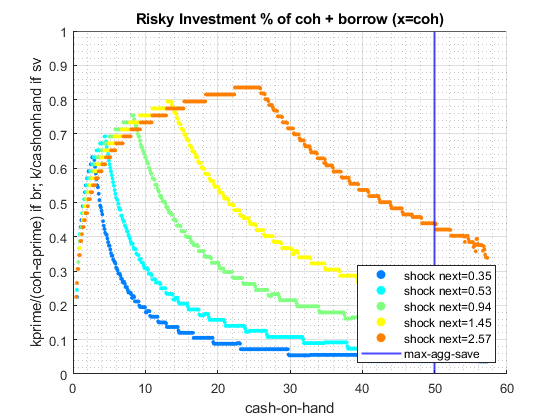 Risky Investment % of coh + borrow (x=coh)
kprime/(coh-aprime) if br; k/cashonhand if sv
1
0.9
0.8
0.7
0.6
0.5
0.4
0.3
0.2
0.1
0
0
10
20
30
40
50
60
cash-on-hand
shock next=0.35
shock next=0.53
shock next=0.94
shock next=1.45
shock next=2.57
max-agg-save